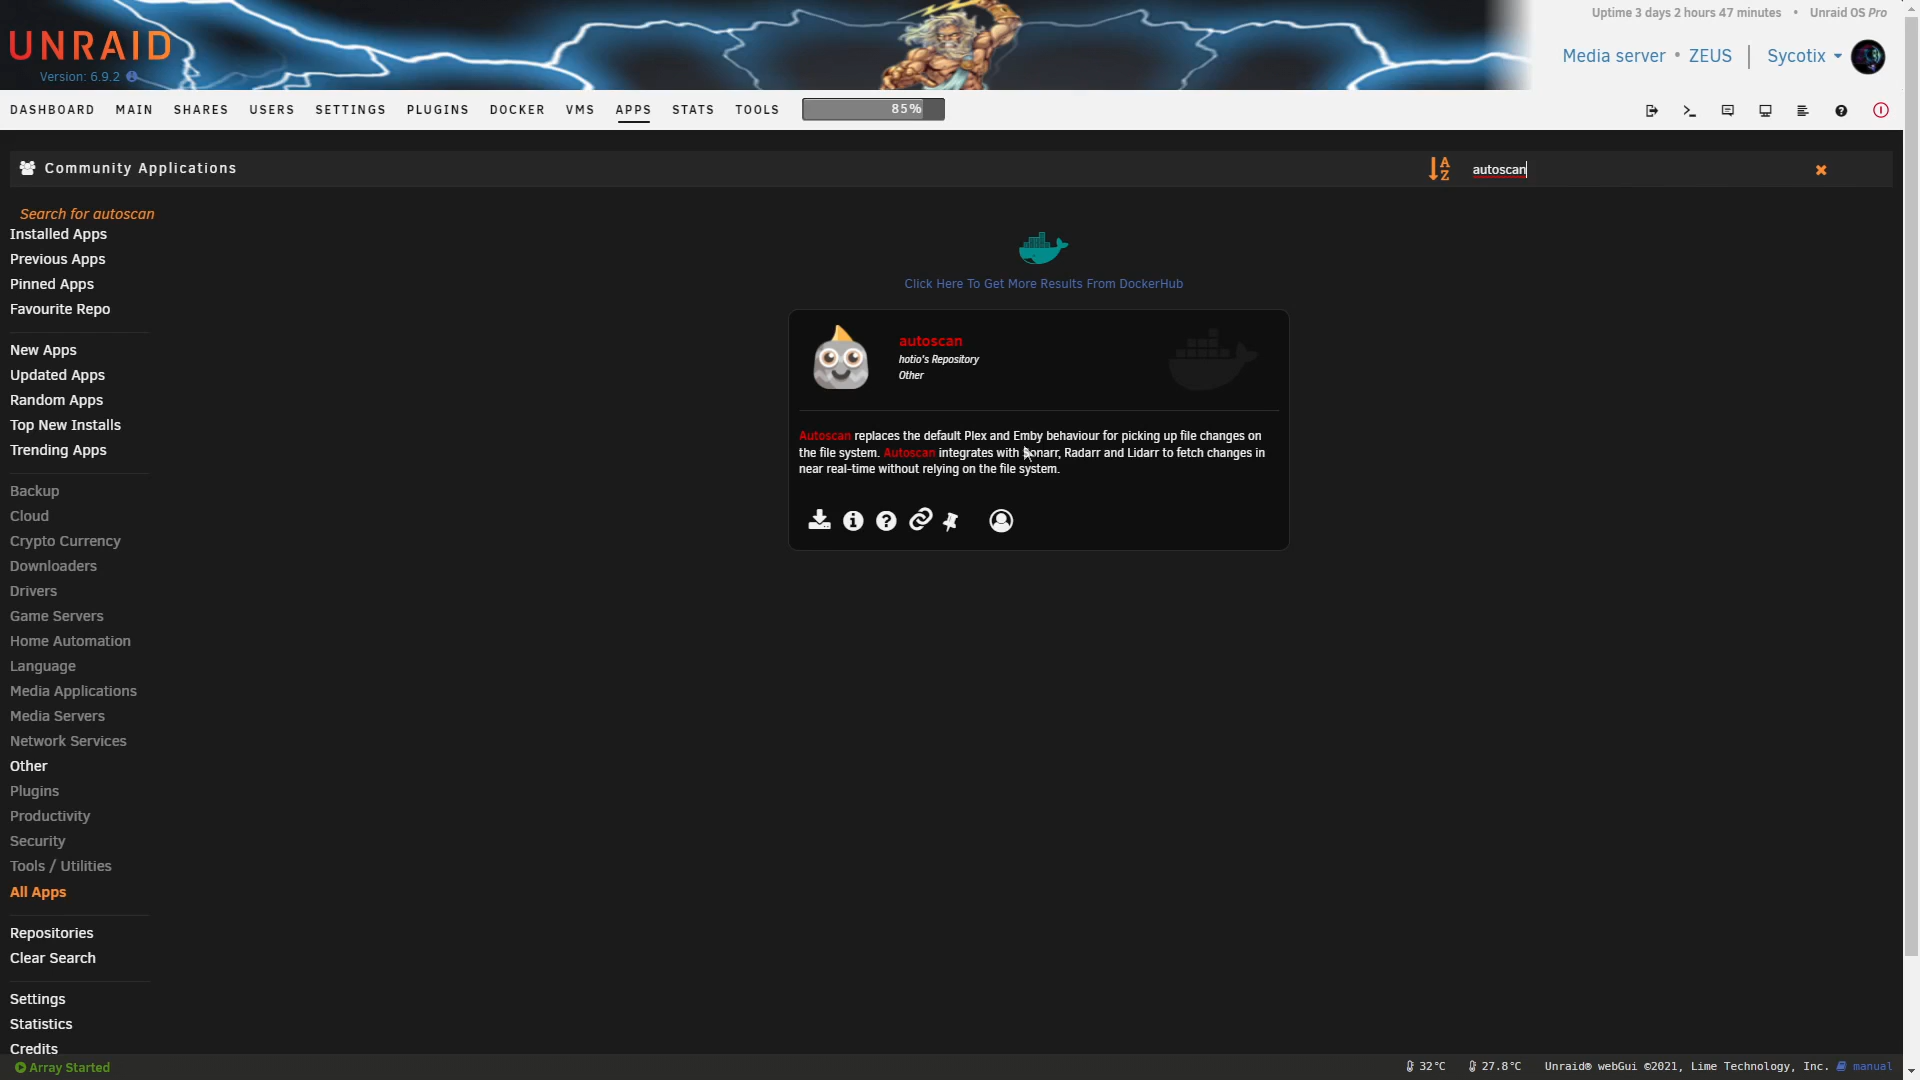 Uptime 3 days 2 hours 47 minutes • Unraid OS Pro
UNRAID
Version: 6.9.2
Media server • ZEUS | Sycotix
DASHBOARD MAIN SHARES USERS SETTINGS PLUGINS DOCKER VMS APPS STATS TOOLS 85%
Community Applications
A
Z
autoscan
Search for autoscan
Installed Apps
Previous Apps
Pinned Apps
Favourite Repo
New Apps
Updated Apps
Random Apps
Top New Installs
Trending Apps
Backup
Cloud
Crypto Currency
Downloaders
Drivers
Game Servers
Home Automation
Language
Media Applications
Media Servers
Network Services
Other
Plugins
Productivity
Security
Tools / Utilities
All Apps
Repositories
Clear Search
Settings
Statistics
Credits
Click Here To Get More Results From DockerHub
autoscan
hotio's Repository
Other
Autoscan replaces the default Plex and Emby behaviour for picking up file changes on
the file system. Autoscan integrates with Sonarr, Radarr and Lidarr to fetch changes in
near real-time without relying on the file system.
Array Started
32°C 27.8°C Unraid® webGui ©2021, Lime Technology, Inc. manual